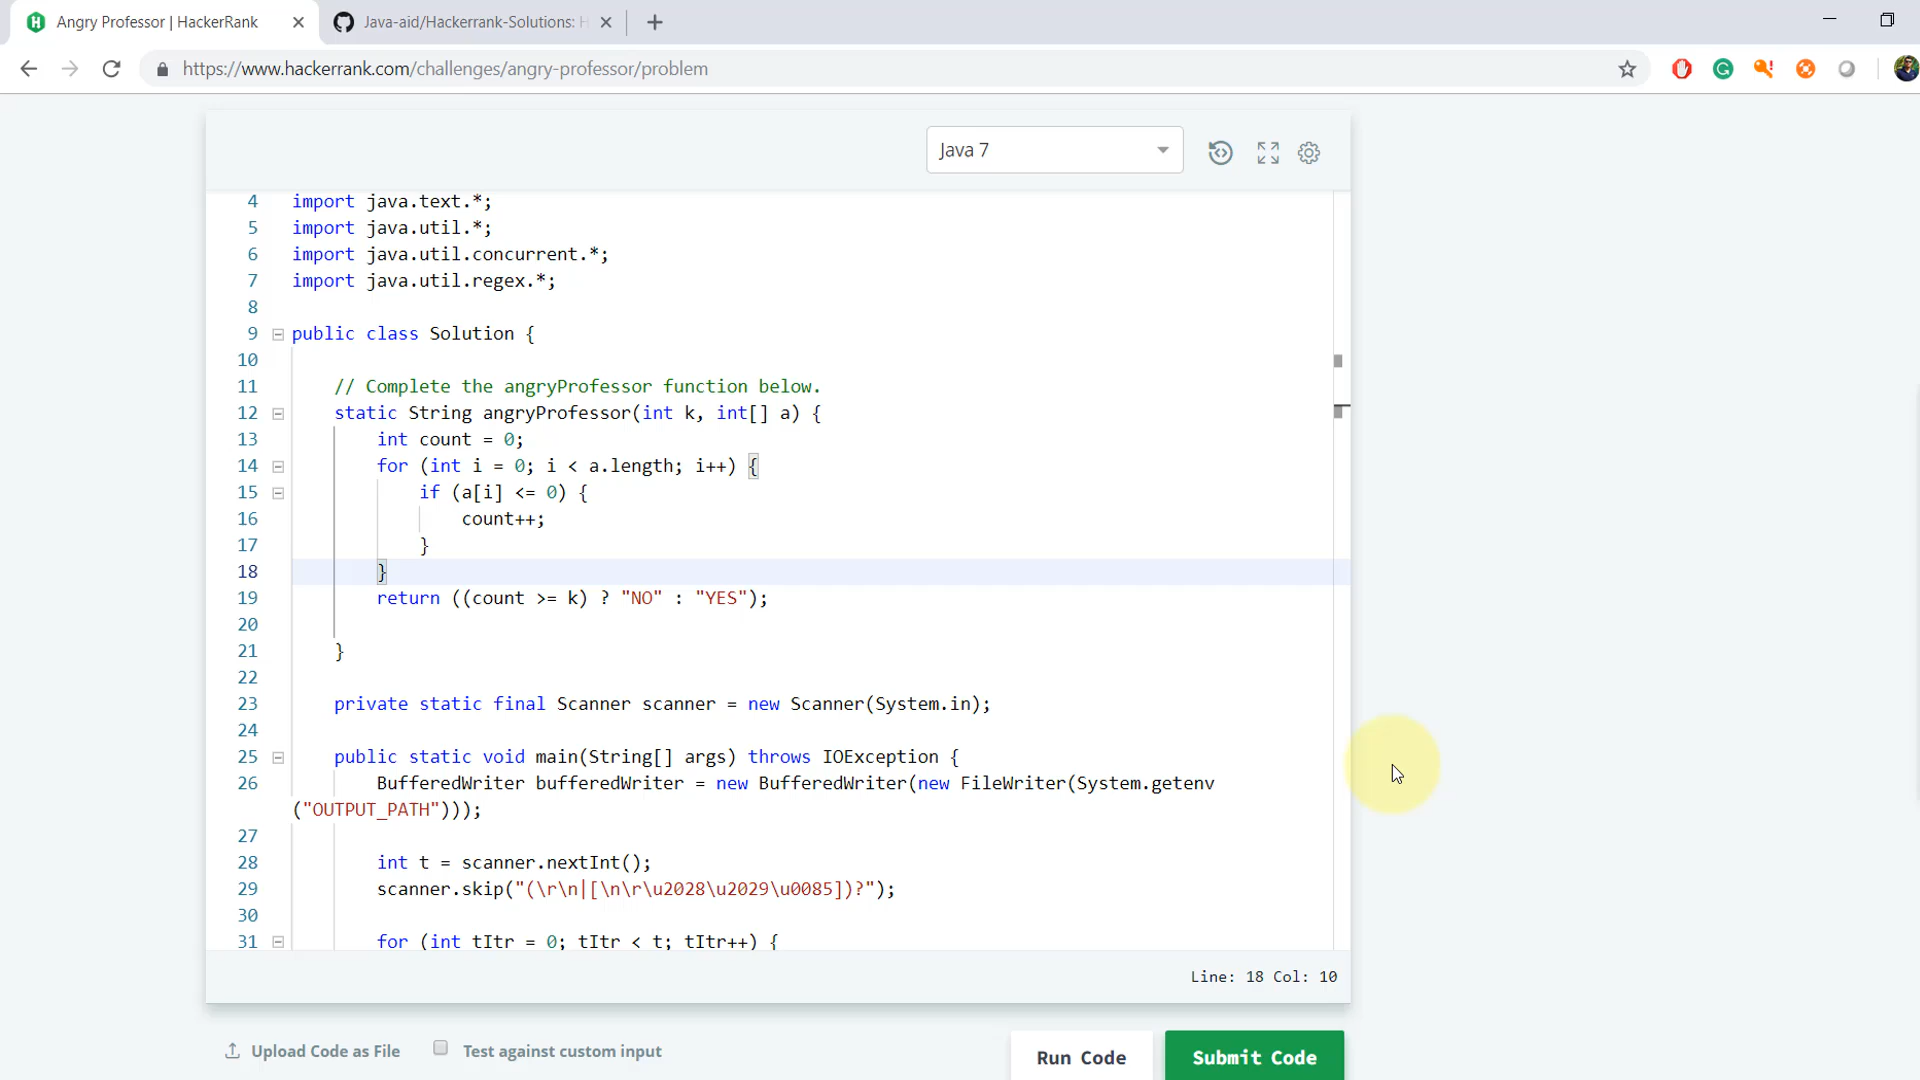 Angry Professor | HackerRank
Java-aid/Hackerrank-Solutions: H
https://www.hackerrank.com/challenges/angry-professor/problem
Java 7
4 import java.text.*;
5 import java.util.*;
6 import java.util.concurrent.*;
7 import java.util.regex.*;
8
9 public class Solution {
10
11 // Complete the angryProfessor function below.
12 static String angryProfessor(int k, int[] a) {
13 int count = 0;
14 for (int i = 0; i < a.length; i++) {
15 if (a[i] <= 0) {
16 count++;
17 }
18 }
19 return ((count >= k) ? "NO" : "YES");
20
21 }
22
23 private static final Scanner scanner = new Scanner(System.in);
24
25 public static void main(String[] args) throws IOException {
26 BufferedWriter bufferedWriter = new BufferedWriter(new FileWriter(System.getenv
("OUTPUT_PATH")));
27
28 int t = scanner.nextInt();
29 scanner.skip("(\r\n|[\n\r\u2028\u2029\u0085])?");
30
31 for (int tItr = 0; tItr < t; tItr++) {
Line: 18 Col: 10
Upload Code as File
Test against custom input
Run Code
Submit Code